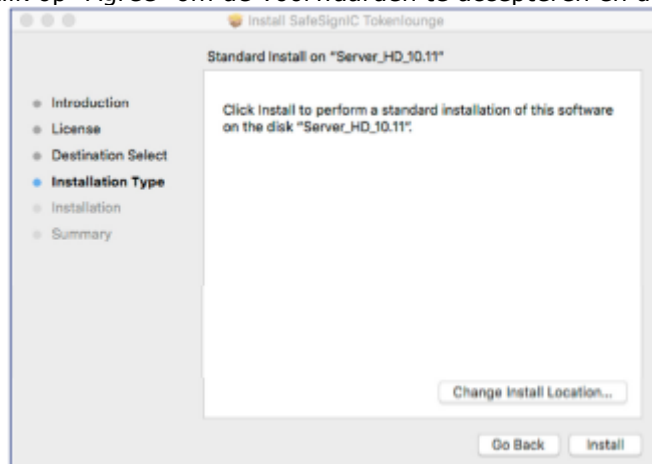 Install SafeSignIC Tokenlounge
Standard Install on "Server_HD_10.11"
Introduction
License
Destination Select
Installation Type
Installation
Summary
Click Install to perform a standard installation of this software
on the disk "Server_HD_10.11".
Change Install Location...
Go Back
Install